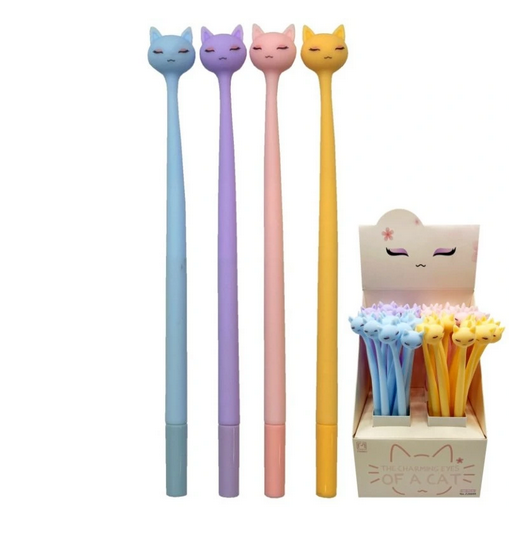 THE CHARMING EYES
OF A CAT